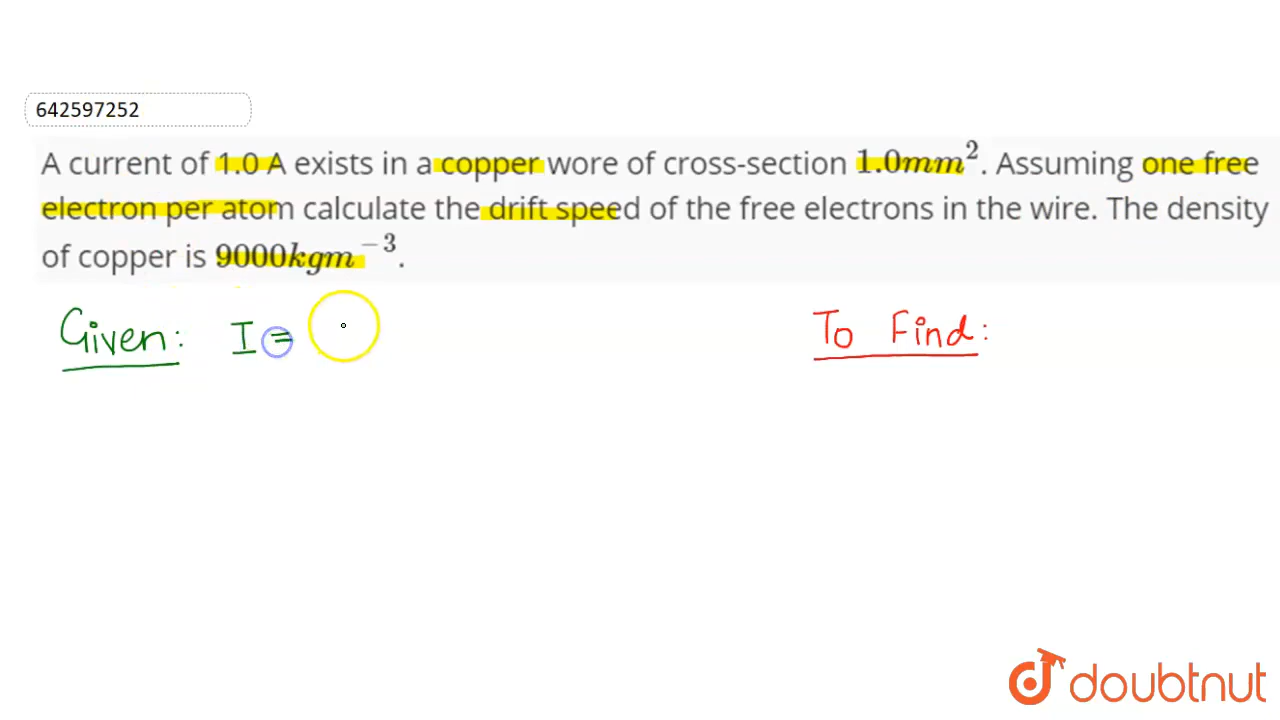 642597252
A current of 1.0 A exists in a copper wore of cross-section 1.0mm². Assuming one free
electron per atom calculate the drift speed of the free electrons in the wire. The density
of copper is 9000kgm⁻³.
Given: I = To Find:
doubtnut